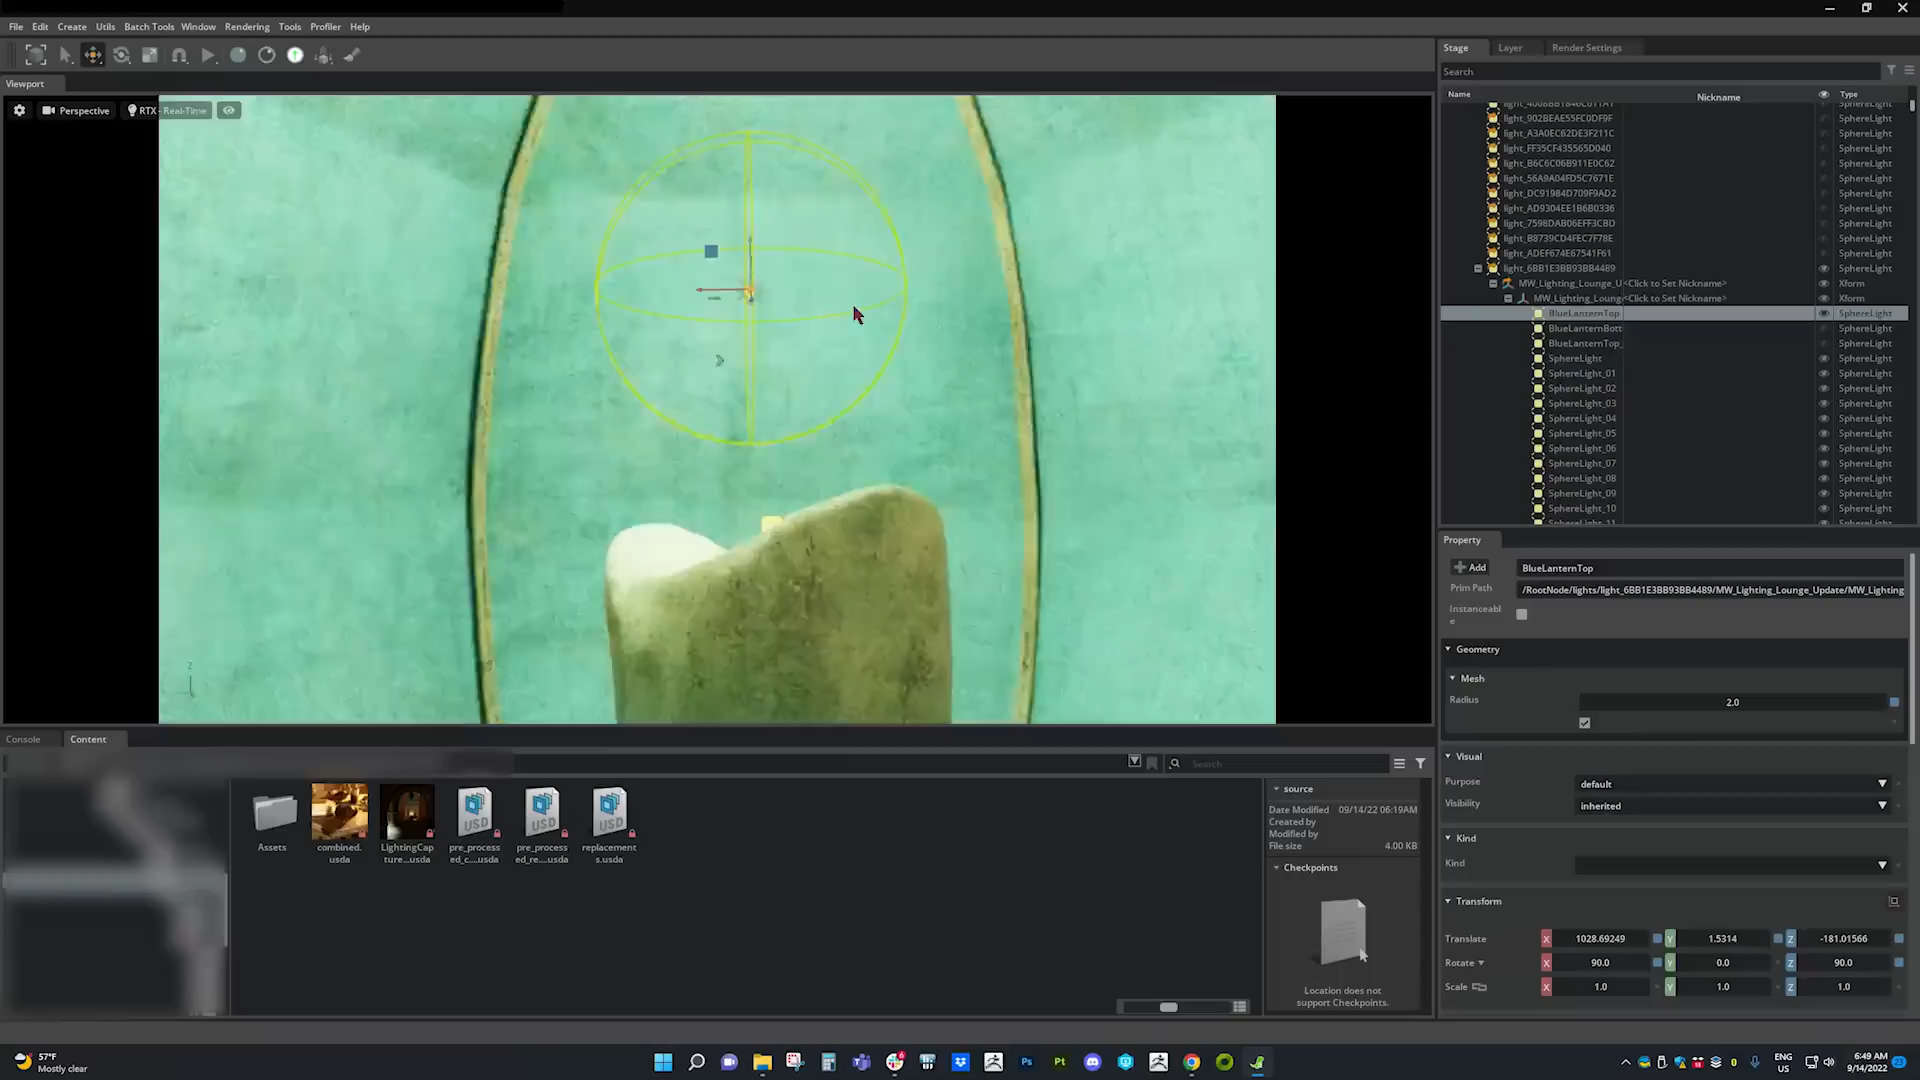 File Edit Create Utils Batch Tools Window Rendering Tools Profiler Help
Viewport
Perspective
RTX - Real-Time
Z
Stage Layer Render Settings
Search
Name Nickname Type
SphereLight
light_902BEAE55FC0DF9F SphereLight
light_A3A0EC62DE3F211C SphereLight
light_FF35CF435565D040 SphereLight
light_B6C6C06B911E0C62 SphereLight
light_56A9A04FD5C7671E SphereLight
light_DC91984D709F9AD2 SphereLight
light_AD9304EE1B6B0336 SphereLight
light_7598DAB06EFF3CBD SphereLight
light_B8739CD4FEC7F78E SphereLight
light_ADEF674E67541F61 SphereLight
light_6BB1E3BB93BB4489 SphereLight
MW_Lighting_Lounge_U <Click to Set Nickname> Xform
MW_Lighting_Loung <Click to Set Nickname> Xform
BlueLanternTop SphereLight
BlueLanternBott SphereLight
BlueLanternTop_ SphereLight
SphereLight SphereLight
SphereLight_01 SphereLight
SphereLight_02 SphereLight
SphereLight_03 SphereLight
SphereLight_04 SphereLight
SphereLight_05 SphereLight
SphereLight_06 SphereLight
SphereLight_07 SphereLight
SphereLight_08 SphereLight
SphereLight_09 SphereLight
SphereLight_10 SphereLight
SphereLight_11 SphereLight
Property
Add BlueLanternTop
Prim Path /RootNode/lights/light_6BB1E3BB93BB4489/MW_Lighting_Lounge_Update/MW_Lighting
Instanceabl
e
Geometry
Mesh
Radius 2.0
Visual
Purpose default
Visibility inherited
Kind
Kind
Transform
Translate X 1028.69249 Y 1.5314 Z -181.01566
Rotate X 90.0 Y 0.0 Z 90.0
Scale X 1.0 Y 1.0 Z 1.0
Console Content
Search
Assets
combined.
usda
LightingCap
ture...usda
pre_process
ed_c....usda
pre_process
ed_re....usda
replacement
s.usda
source
Date Modified 09/14/22 06:19AM
Created by
Modified by
File size 4.00 KB
Checkpoints
Location does not
support Checkpoints.
57°F
Mostly clear
6
Ps
Pt
ENG
US
6:49 AM
9/14/2022